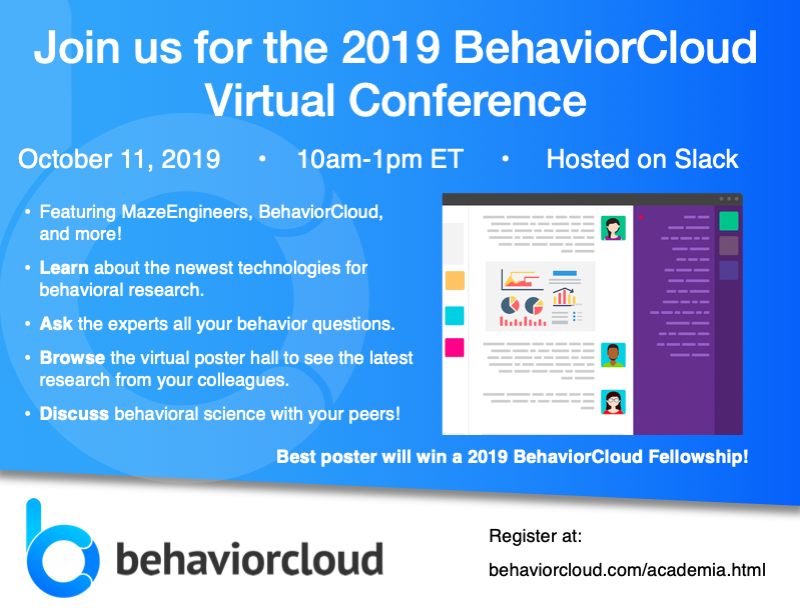 Join us for the 2019 BehaviorCloud
Virtual Conference
October 11, 2019 • 10am-1pm ET • Hosted on Slack
• Featuring MazeEngineers, BehaviorCloud,
and more!
• Learn about the newest technologies for
behavioral research.
• Ask the experts all your behavior questions.
• Browse the virtual poster hall to see the latest
research from your colleagues.
• Discuss behavioral science with your peers!
Best poster will win a 2019 BehaviorCloud Fellowship!
behaviorcloud
Register at:
behaviorcloud.com/academia.html